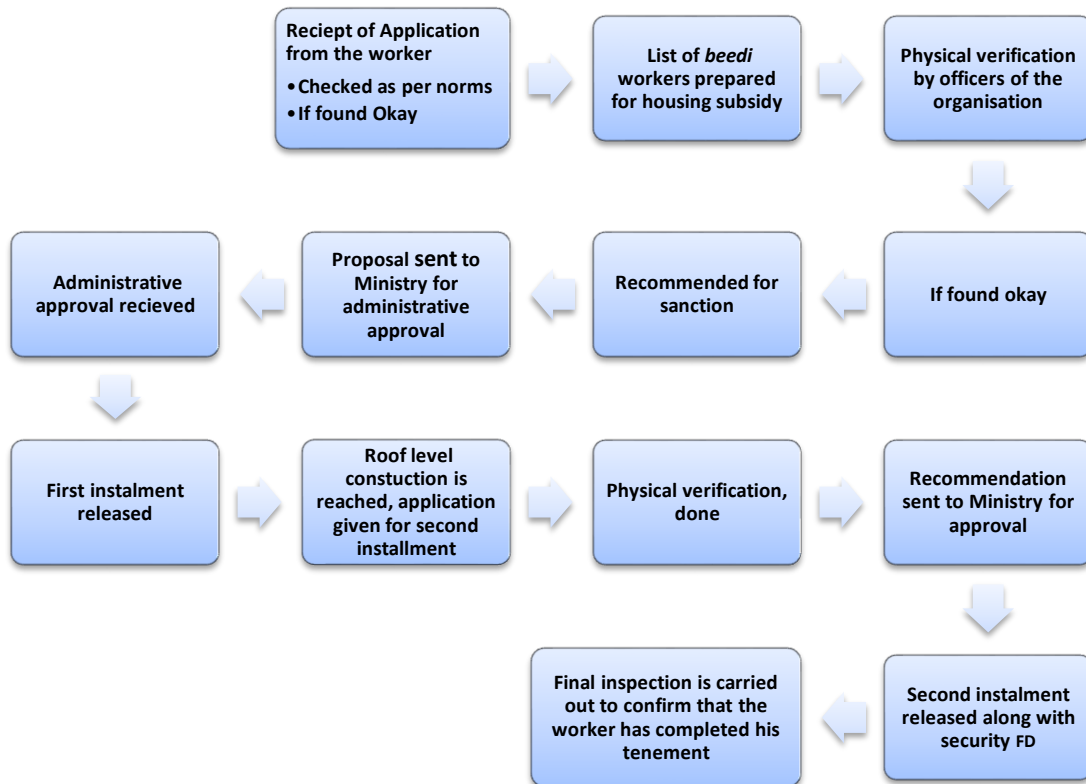 Reciept of Application
from the worker
•Checked as per norms
•If found Okay
List of beedi
workers prepared
for housing subsidy
Physical verification
by officers of the
organisation
If found okay
Recommended for
sanction
Proposal sent to
Ministry for
administrative
approval
Administrative
approval recieved
First instalment
released
Roof level
constuction is
reached, application
given for second
installment
Physical verification,
done
Recommendation
sent to Ministry for
approval
Second instalment
released along with
security FD
Final inspection is carried
out to confirm that the
worker has completed his
tenement